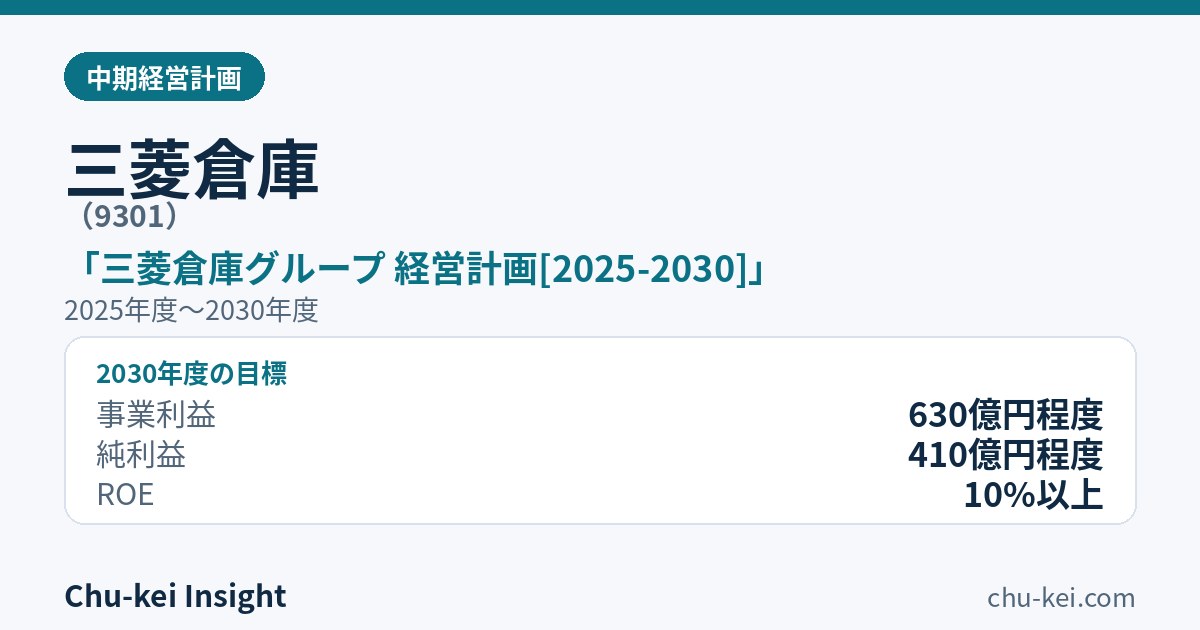 中期経営計画
三菱倉庫
（9301）
「三菱倉庫グループ 経営計画[2025-2030]」
2025年度〜2030年度
2030年度の目標
事業利益 630億円程度
純利益 410億円程度
ROE 10%以上
Chu-kei Insight chu-kei.com